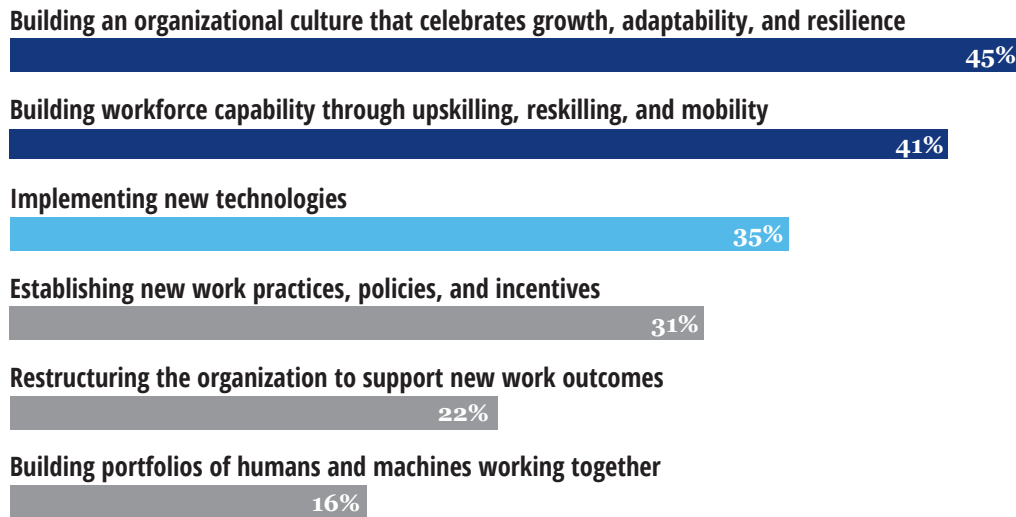 Building an organizational culture that celebrates growth, adaptability, and resilience
45%
Building workforce capability through upskilling, reskilling, and mobility
41%
Implementing new technologies
35%
Establishing new work practices, policies, and incentives
31%
Restructuring the organization to support new work outcomes
22%
Building portfolios of humans and machines working together
16%